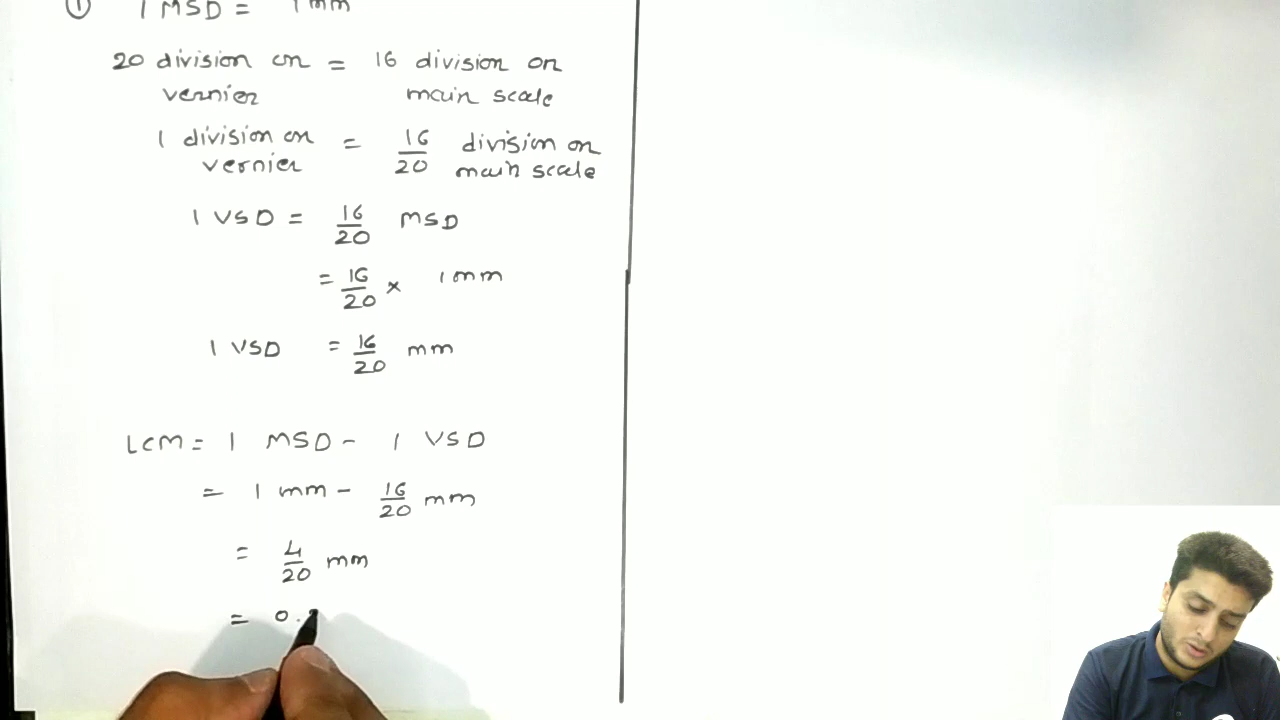 ① 1 MSD = 1 mm
20 division on = 16 division on
vernier main scale
1 division on = 16/20 division on
vernier main scale
1 VSD = 16/20 MSD
= 16/20 × 1 mm
1 VSD = 16/20 mm
LCM = 1 MSD - 1 VSD
= 1 mm - 16/20 mm
= 4/20 mm
= 0.